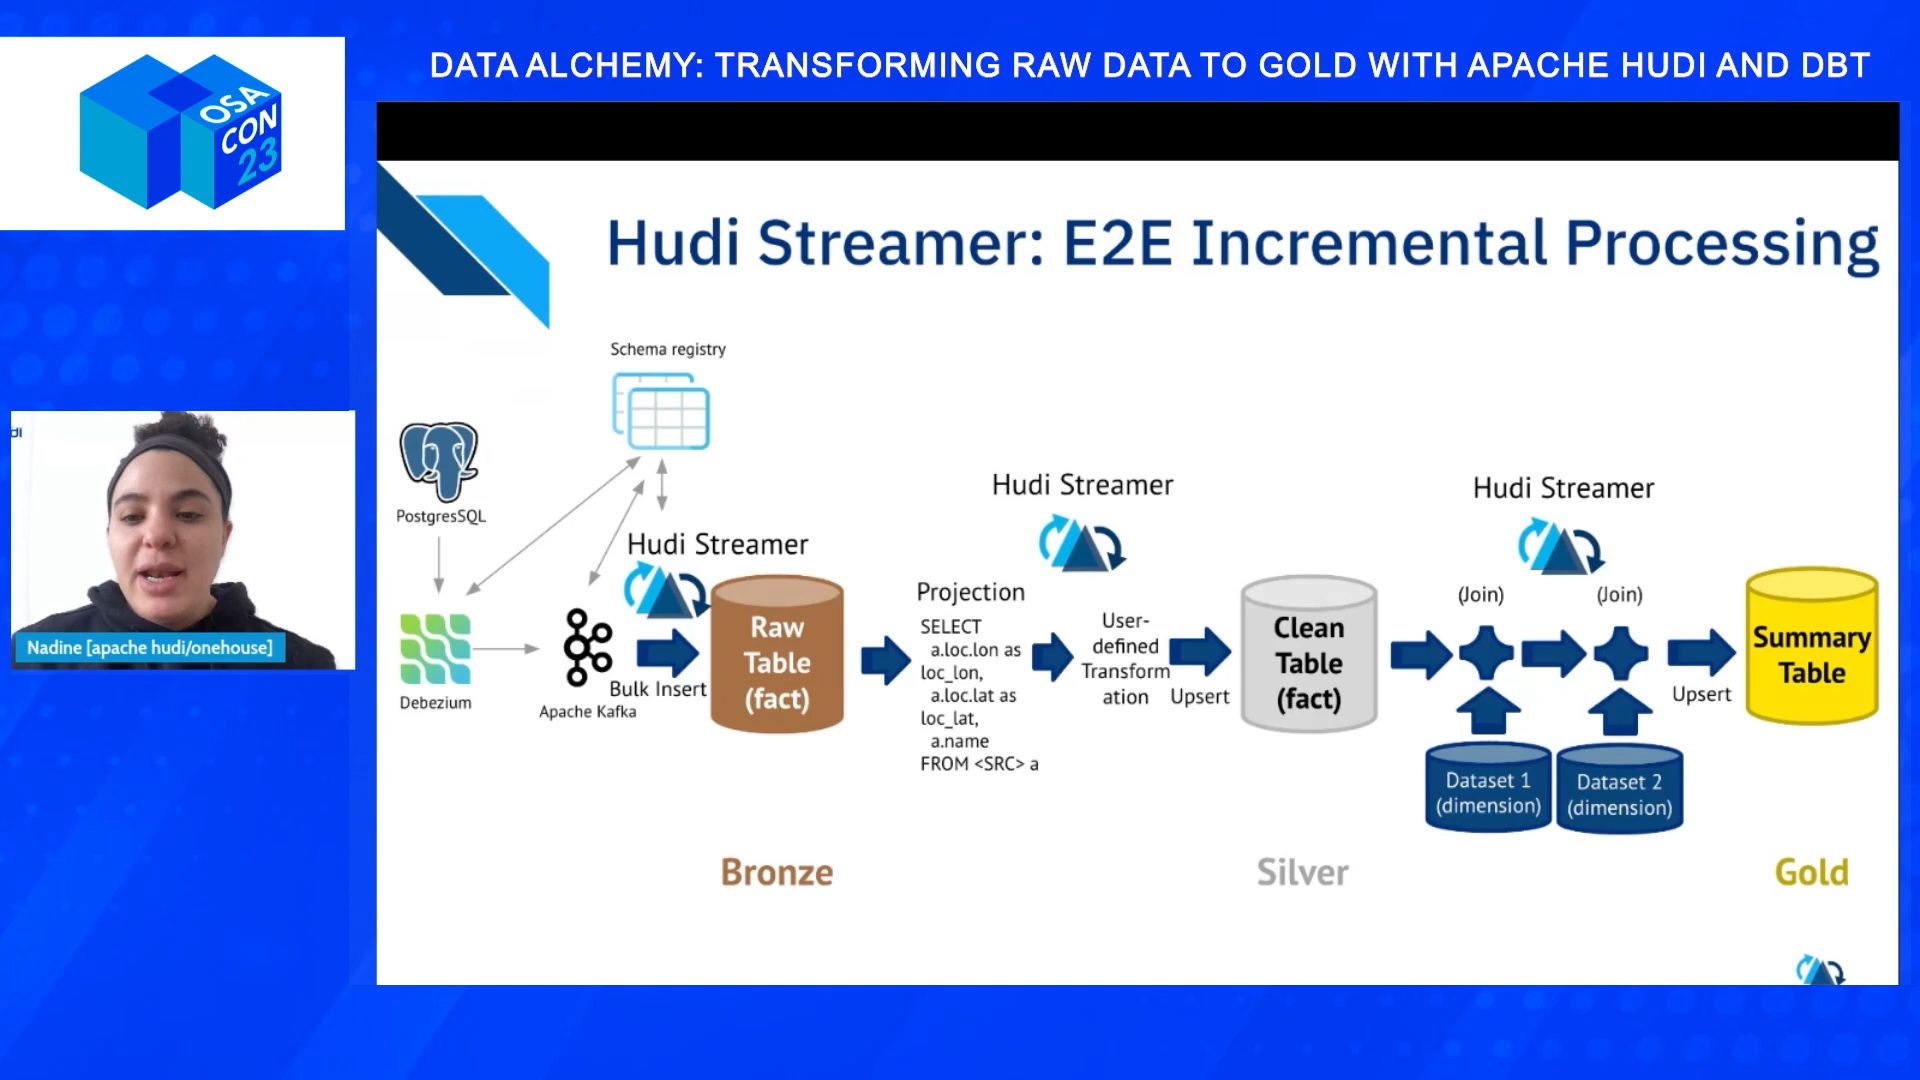 DATA ALCHEMY: TRANSFORMING RAW DATA TO GOLD WITH APACHE HUDI AND DBT
OSA
CON
23
Hudi Streamer: E2E Incremental Processing
Schema registry
PostgresSQL
Debezium
Apache Kafka
Hudi Streamer
Bulk Insert
Raw
Table
(fact)
Hudi Streamer
Projection
SELECT
a.loc.lon as
loc_lon,
a.loc.lat as
loc_lat,
a.name
FROM <SRC> a
User-
defined
Transform
ation
Upsert
Clean
Table
(fact)
Hudi Streamer
(Join)
(Join)
Dataset 1
(dimension)
Dataset 2
(dimension)
Upsert
Summary
Table
Bronze
Silver
Gold
di
Nadine [apache hudi/onehouse]